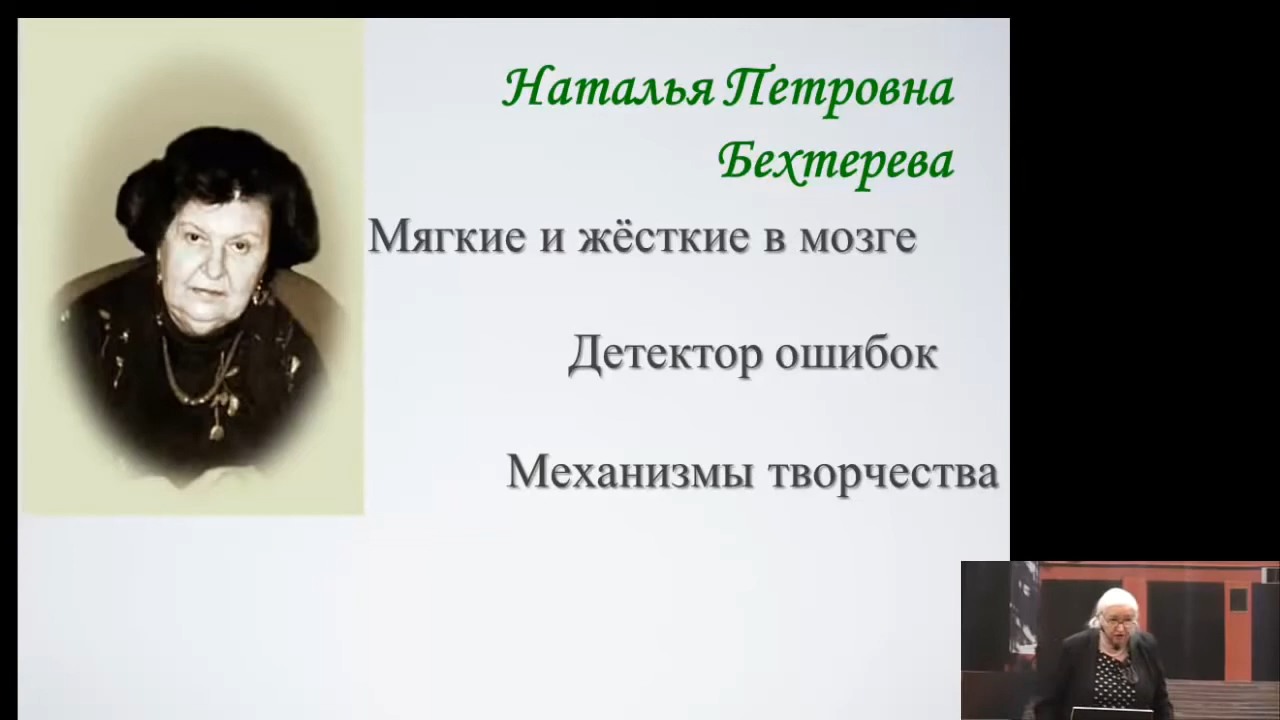 Наталья Петровна
Бехтерева
Мягкие и жёсткие в мозге
Детектор ошибок
Механизмы творчества